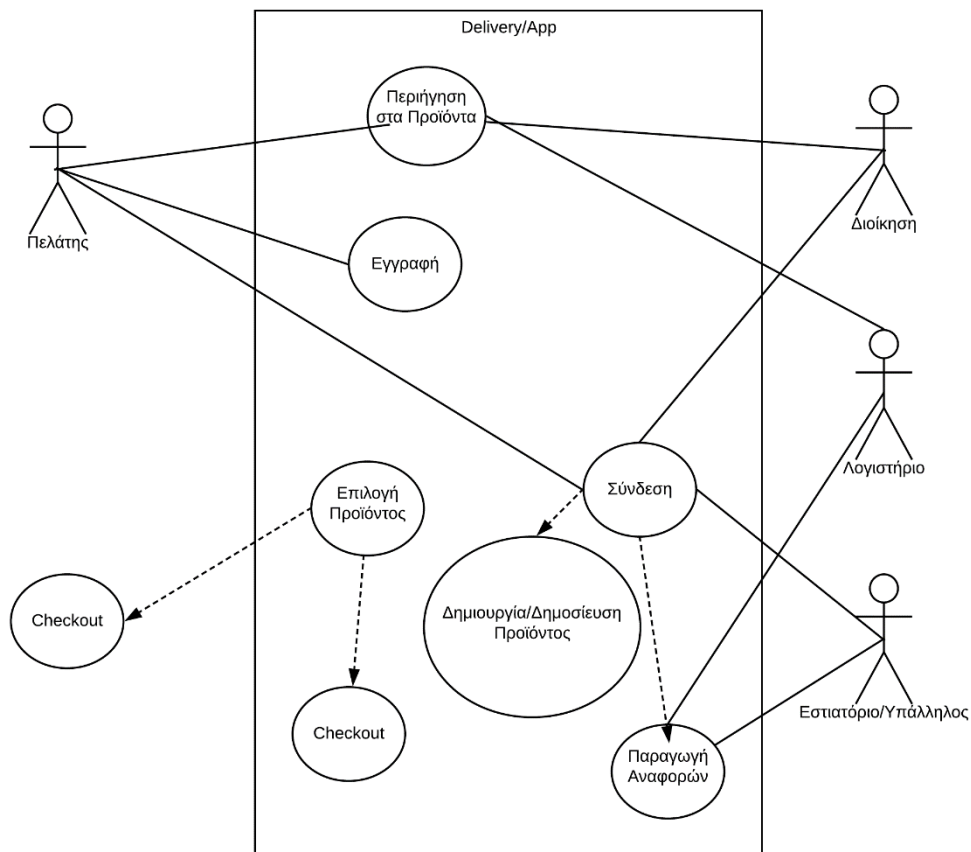 Delivery/App
Περιήγηση
στα Προϊόντα
Πελάτης
Διοίκηση
Εγγραφή
Λογιστήριο
Επιλογή
Προϊόντος
Σύνδεση
Checkout
Δημιουργία/Δημοσίευση
Προϊόντος
Εστιατόριο/Υπάλληλος
Checkout
Παραγωγή
Αναφορών